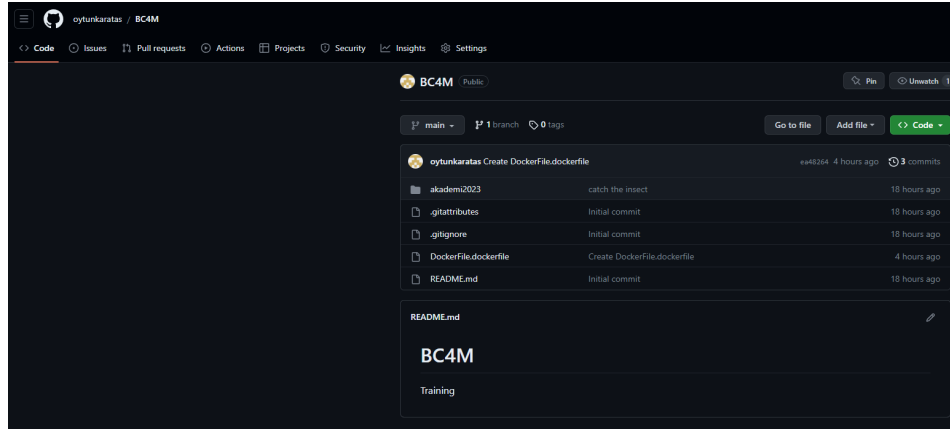 oytunkaratas / BC4M
Code Issues Pull requests Actions Projects Security Insights Settings
BC4M Public Pin Unwatch 1
main 1 branch 0 tags Go to file Add file Code
oytunkaratas Create DockerFile.dockerfile ea48264 4 hours ago 3 commits
akademi2023 catch the insect 18 hours ago
.gitattributes Initial commit 18 hours ago
.gitignore Initial commit 18 hours ago
DockerFile.dockerfile Create DockerFile.dockerfile 4 hours ago
README.md Initial commit 18 hours ago
README.md
BC4M
Training